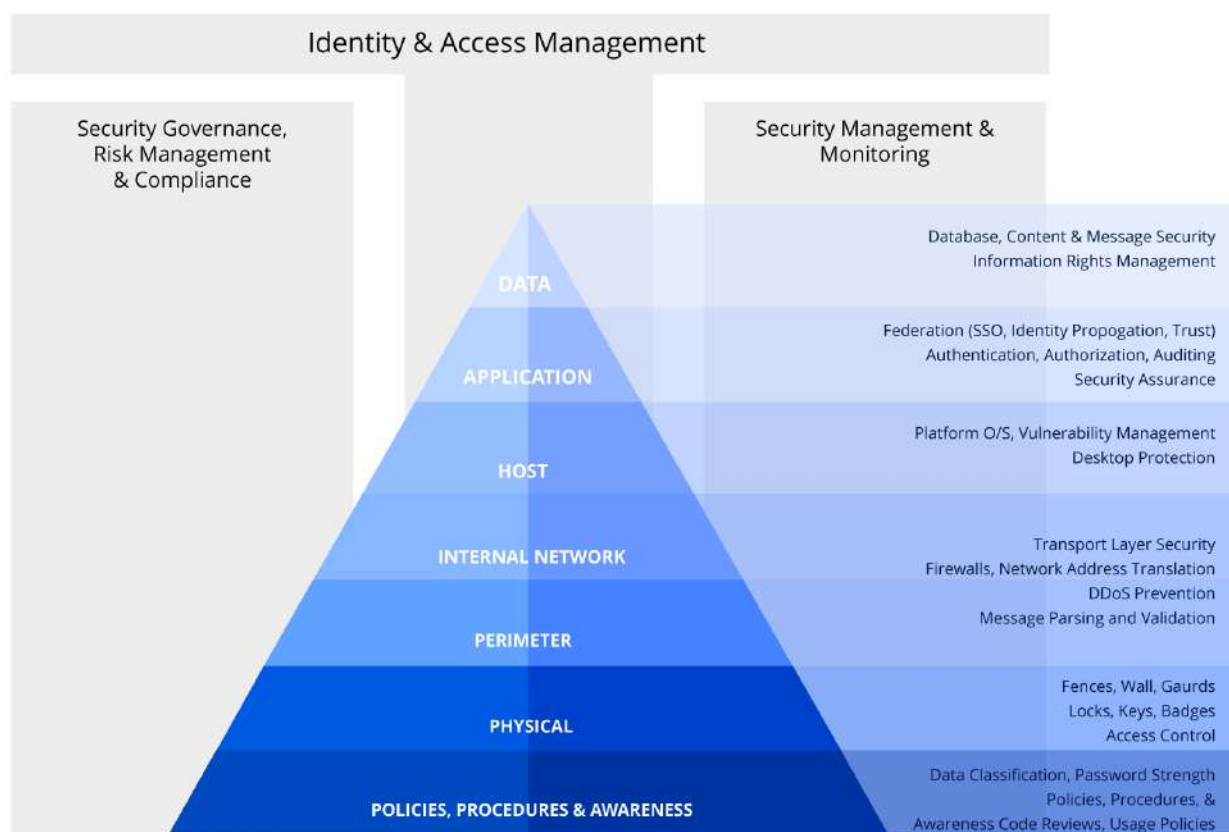 Identity & Access Management
Security Governance,
Risk Management
& Compliance
Security Management &
Monitoring
DATA
Database, Content & Message Security
Information Rights Management
APPLICATION
Federation (SSO, Identity Propogation, Trust)
Authentication, Authorization, Auditing
Security Assurance
HOST
Platform O/S, Vulnerability Management
Desktop Protection
INTERNAL NETWORK
PERIMETER
Transport Layer Security
Firewalls, Network Address Translation
DDoS Prevention
Message Parsing and Validation
PHYSICAL
Fences, Wall, Gaurds
Locks, Keys, Badges
Access Control
POLICIES, PROCEDURES & AWARENESS
Data Classification, Password Strength
Policies, Procedures, &
Awareness Code Reviews, Usage Policies